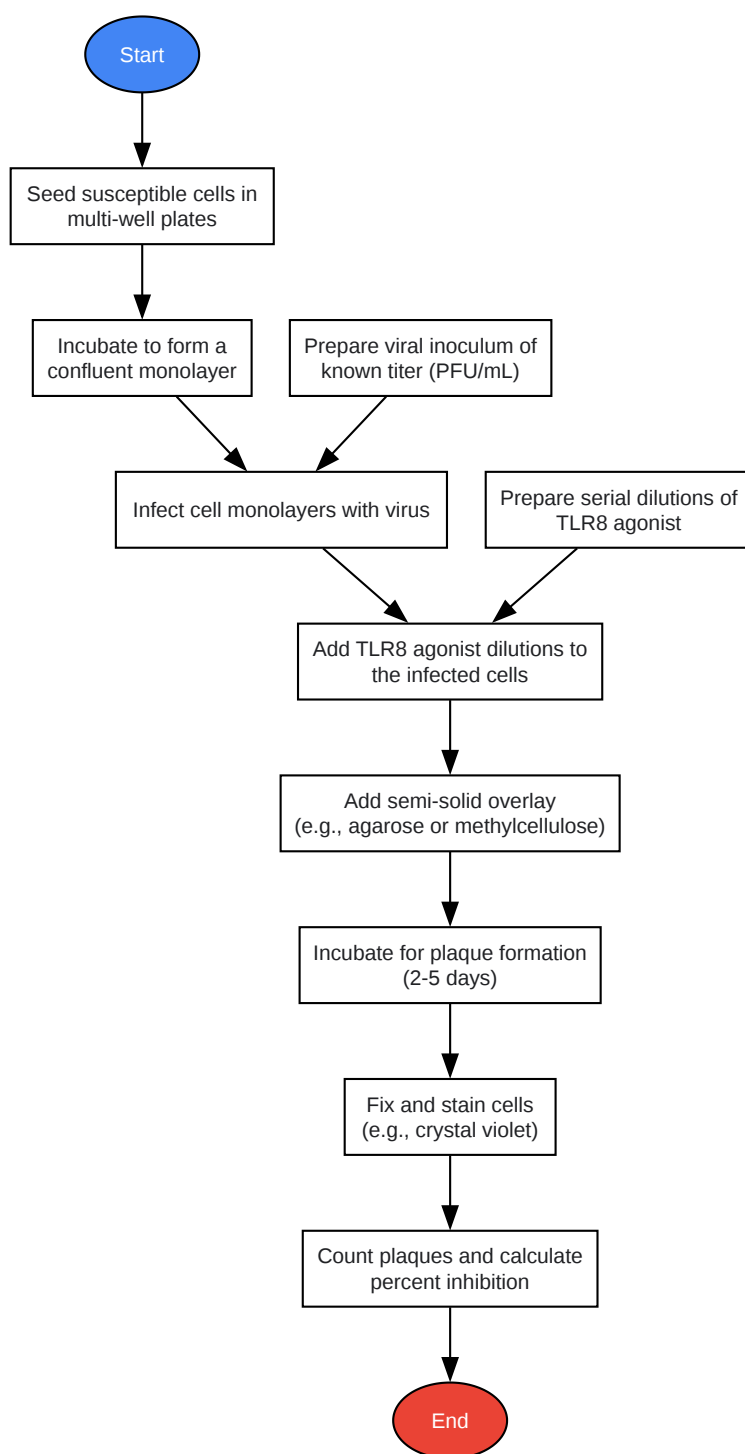 Start
Seed susceptible cells in
multi-well plates
Incubate to form a
confluent monolayer
Prepare viral inoculum of
known titer (PFU/mL)
Infect cell monolayers with virus
Prepare serial dilutions of
TLR8 agonist
Add TLR8 agonist dilutions to
the infected cells
Add semi-solid overlay
(e.g., agarose or methylcellulose)
Incubate for plaque formation
(2-5 days)
Fix and stain cells
(e.g., crystal violet)
Count plaques and calculate
percent inhibition
End